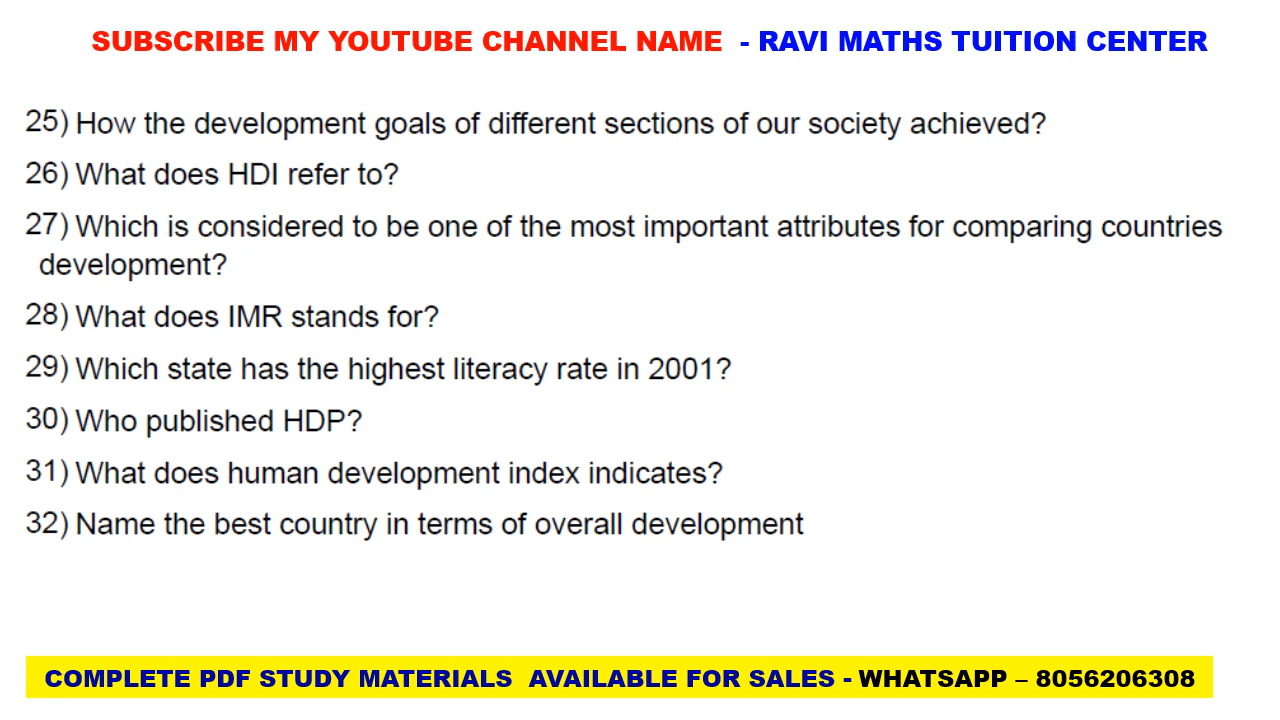 SUBSCRIBE MY YOUTUBE CHANNEL NAME - RAVI MATHS TUITION CENTER
25) How the development goals of different sections of our society achieved?
26) What does HDI refer to?
27) Which is considered to be one of the most important attributes for comparing countries
development?
28) What does IMR stands for?
29) Which state has the highest literacy rate in 2001?
30) Who published HDP?
31) What does human development index indicates?
32) Name the best country in terms of overall development
COMPLETE PDF STUDY MATERIALS AVAILABLE FOR SALES - WHATSAPP – 8056206308